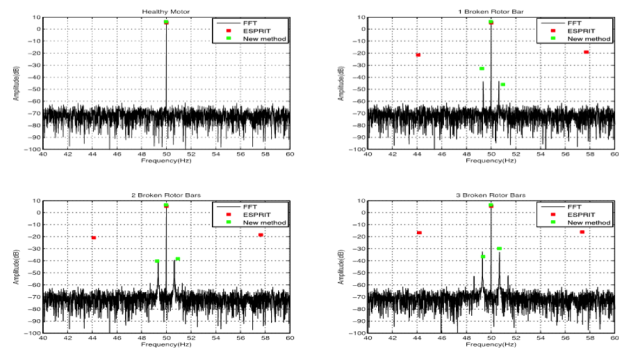 Healthy Motor
10
0
−10
−20
−30
−40
−50
−60
−70
−80
−90
−100
Amplitude(dB)
FFT
ESPRIT
New method
40 42 44 46 48 50 52 54 56 58 60
Frequency(Hz)
1 Broken Rotor Bar
10
0
−10
−20
−30
−40
−50
−60
−70
−80
−90
−100
Amplitude(dB)
FFT
ESPRIT
New method
40 42 44 46 48 50 52 54 56 58 60
Frequency(Hz)
2 Broken Rotor Bars
10
0
−10
−20
−30
−40
−50
−60
−70
−80
−90
−100
Amplitude(dB)
FFT
ESPRIT
New method
40 42 44 46 48 50 52 54 56 58 60
Frequency(Hz)
3 Broken Rotor Bars
10
0
−10
−20
−30
−40
−50
−60
−70
−80
−90
−100
Amplitude(dB)
FFT
ESPRIT
New method
40 42 44 46 48 50 52 54 56 58 60
Frequency(Hz)